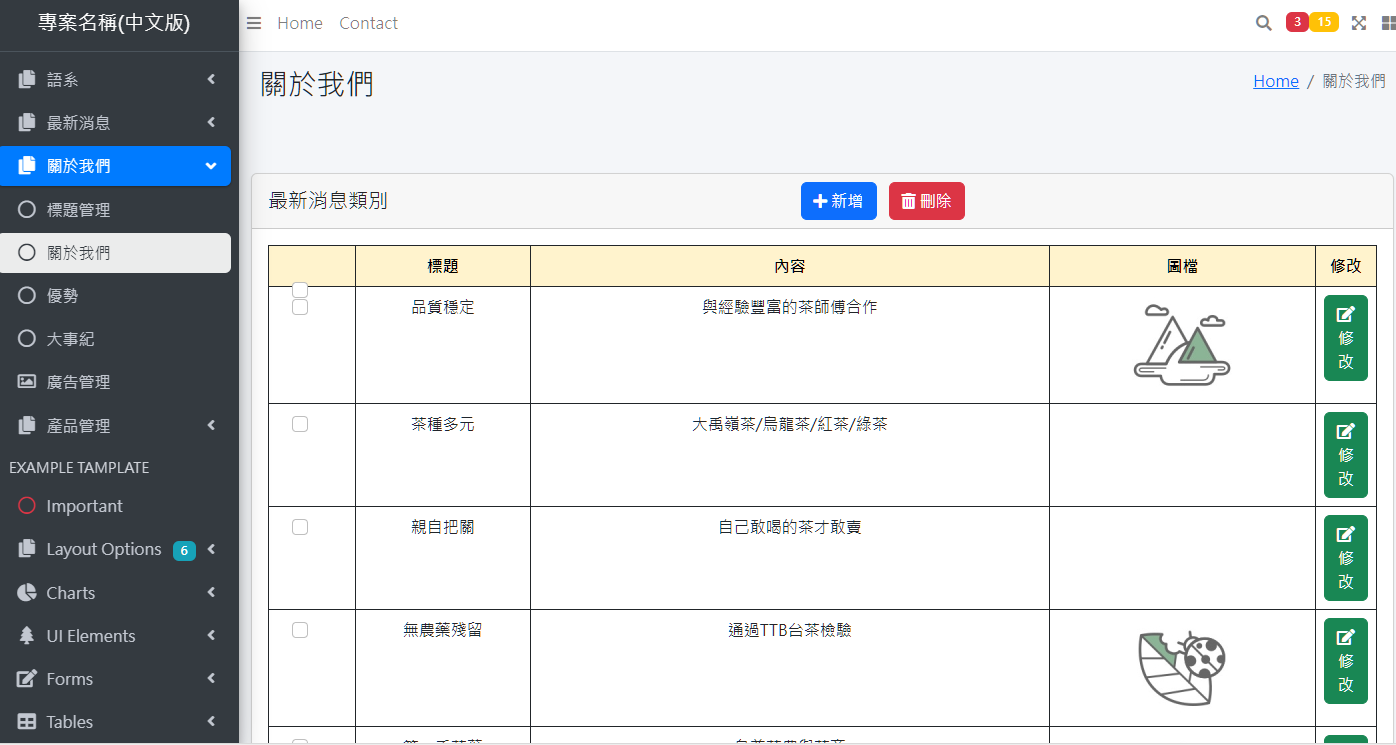 專案名稱(中文版)
Home Contact
3 15
語系
最新消息
關於我們
標題管理
關於我們
優勢
大事紀
廣告管理
產品管理
EXAMPLE TAMPLATE
Important
Layout Options 6
Charts
UI Elements
Forms
Tables
關於我們
Home / 關於我們
最新消息類別
新增
刪除
標題 內容 圖檔 修改
品質穩定 與經驗豐富的茶師傅合作 修改
茶種多元 大禹嶺茶/烏龍茶/紅茶/綠茶 修改
親自把關 自己敢喝的茶才敢賣 修改
無農藥殘留 通過TTB台茶檢驗 修改